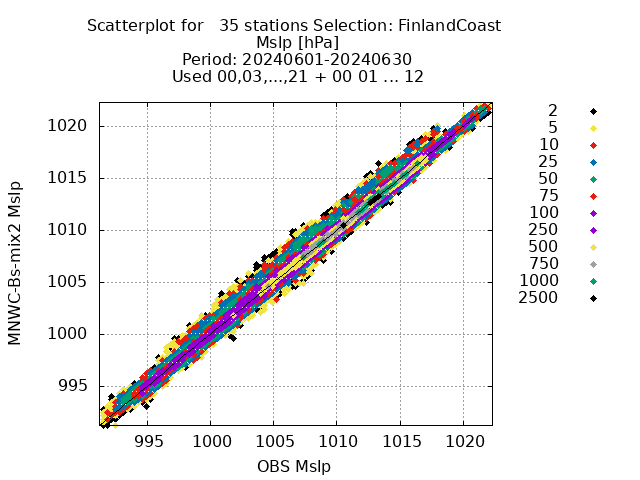 Scatterplot for   35 stations Selection: FinlandCoast
Mslp [hPa]
Period: 20240601-20240630
Used 00,03,...,21 + 00 01 ... 12
2
5
10
25
50
75
100
250
500
750
1000
2500
1020
1015
1010
1005
1000
995
MNWC-Bs-mix2 Mslp
995 1000 1005 1010 1015 1020
OBS Mslp